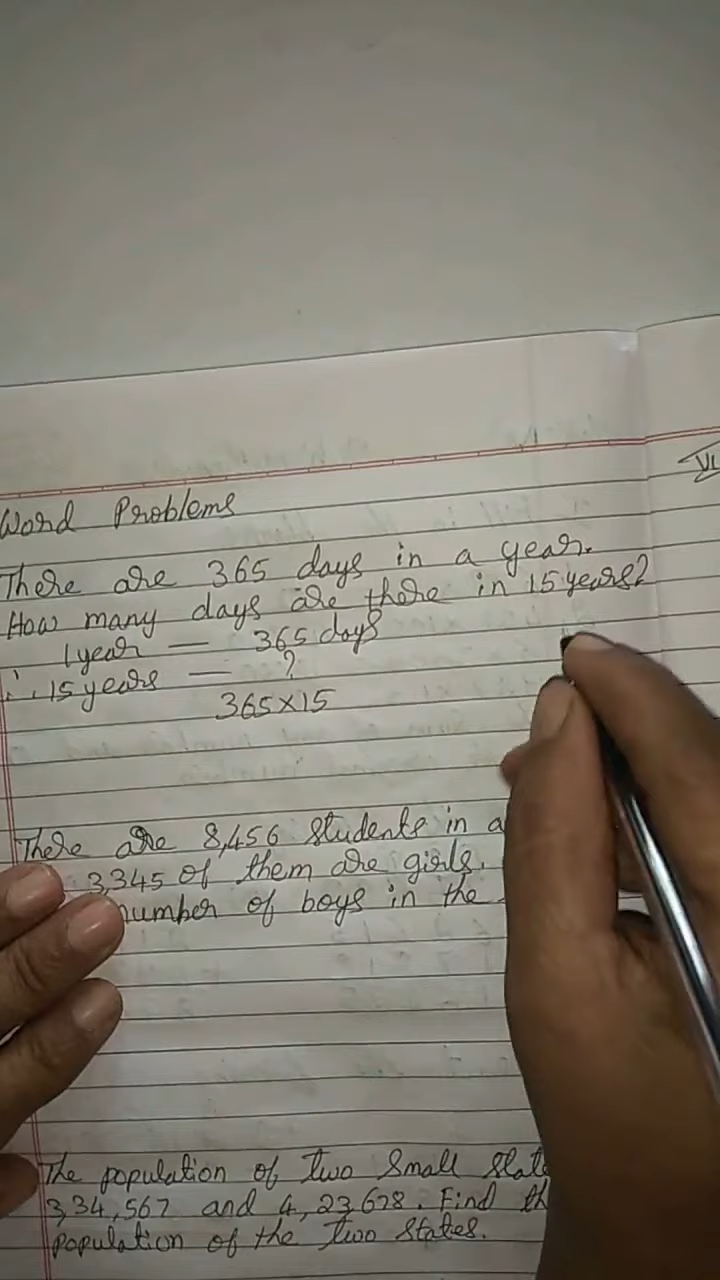 Word Problems
VI
There are 365 days in a year.
How many days are there in 15 years?
1 year — 365 days
∴ 15 years — ?
365×15
There are 8,456 students in a
3,345 of them are girls.
number of boys in the
The population of two small
3,34,567 and 4,23,678. Find
population of the two states.